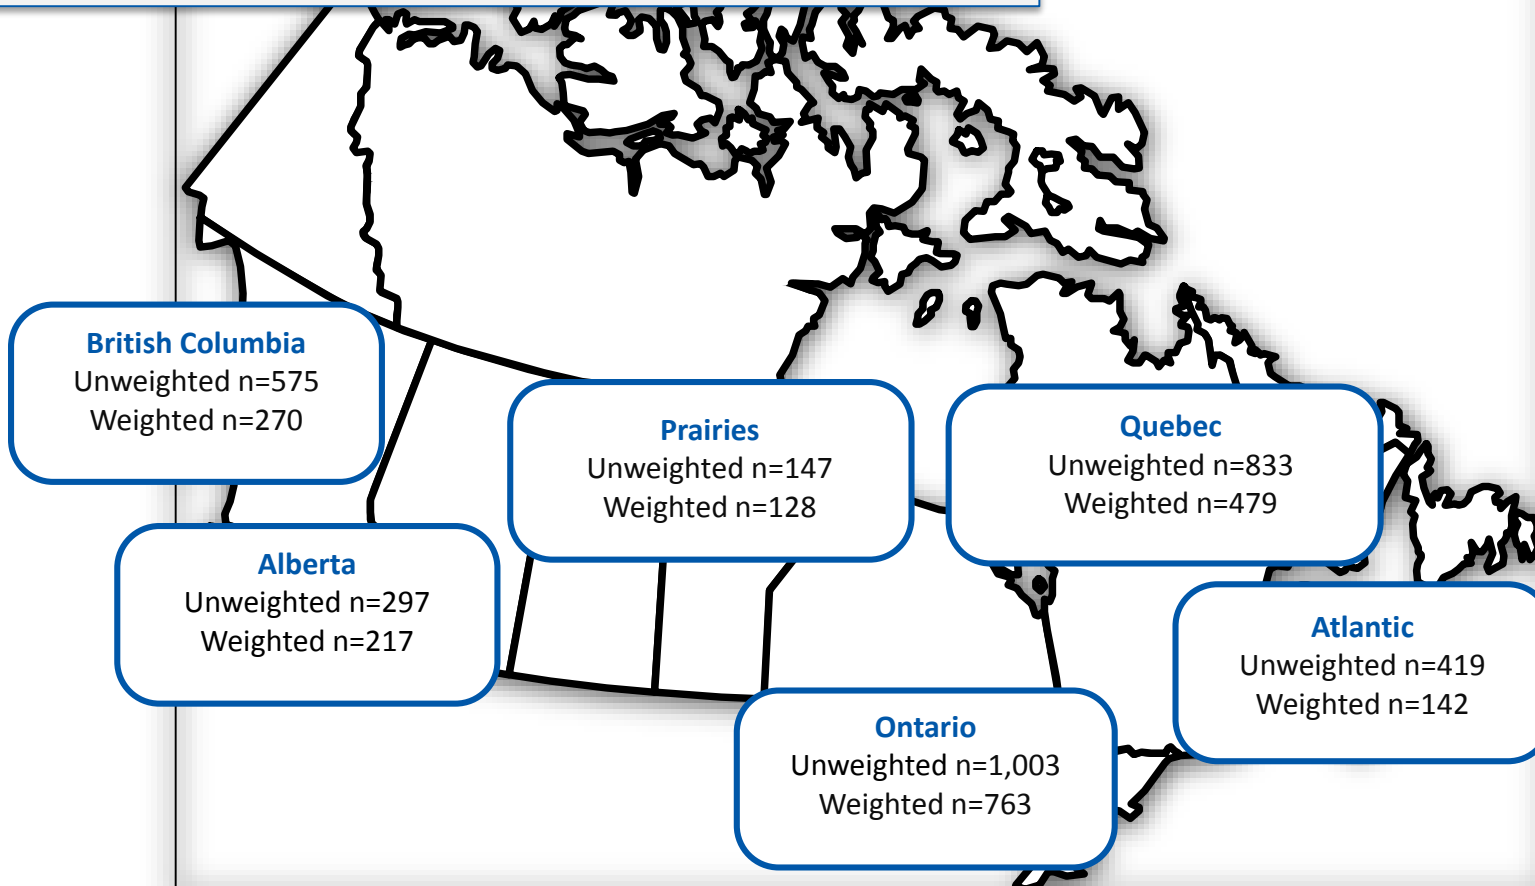 British Columbia
Unweighted n=575
Weighted n=270
Prairies
Unweighted n=147
Weighted n=128
Quebec
Unweighted n=833
Weighted n=479
Alberta
Unweighted n=297
Weighted n=217
Atlantic
Unweighted n=419
Weighted n=142
Ontario
Unweighted n=1,003
Weighted n=763